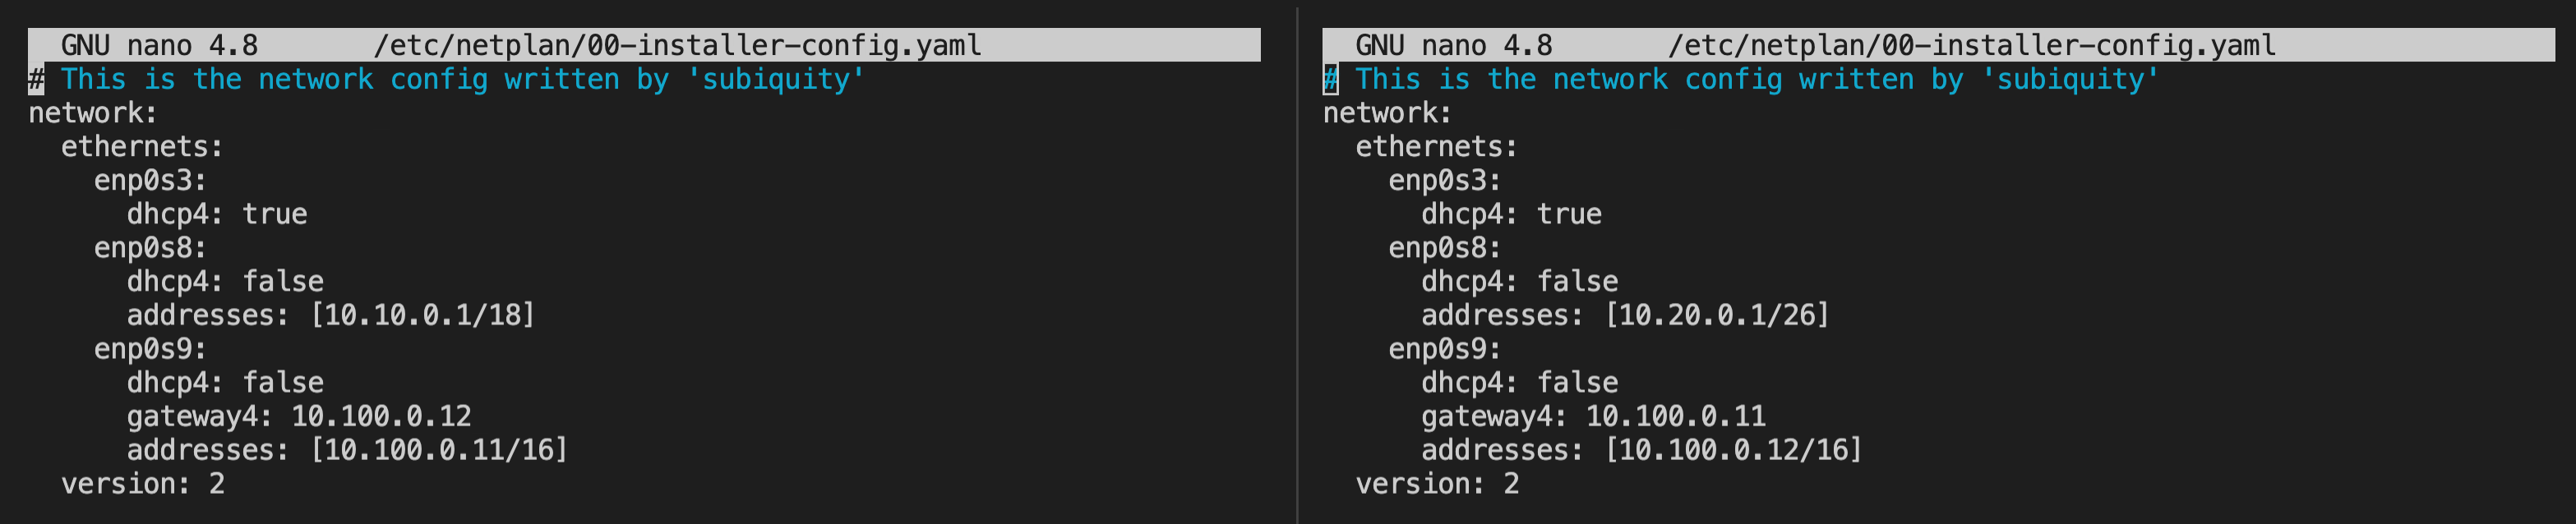 GNU nano 4.8 /etc/netplan/00-installer-config.yaml
# This is the network config written by 'subiquity'
network:
  ethernets:
    enp0s3:
      dhcp4: true
    enp0s8:
      dhcp4: false
      addresses: [10.10.0.1/18]
    enp0s9:
      dhcp4: false
      gateway4: 10.100.0.12
      addresses: [10.100.0.11/16]
  version: 2
GNU nano 4.8 /etc/netplan/00-installer-config.yaml
# This is the network config written by 'subiquity'
network:
  ethernets:
    enp0s3:
      dhcp4: true
    enp0s8:
      dhcp4: false
      addresses: [10.20.0.1/26]
    enp0s9:
      dhcp4: false
      gateway4: 10.100.0.11
      addresses: [10.100.0.12/16]
  version: 2